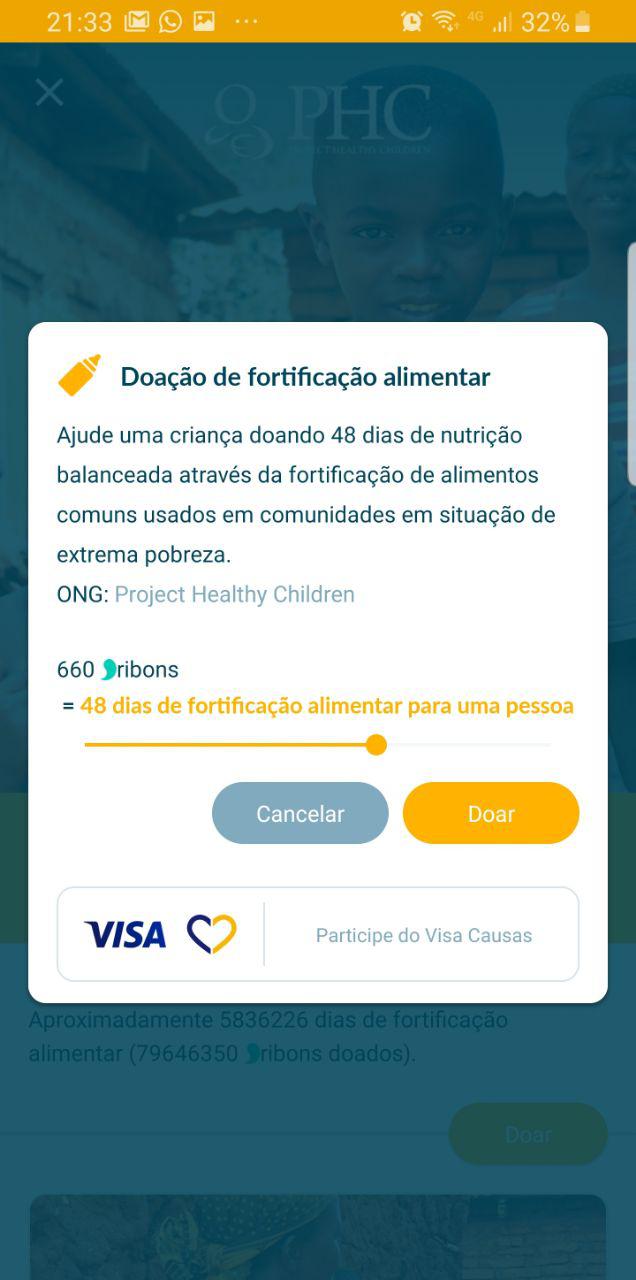 21:33 ... 4G 32%
PHC
PROJECT HEALTHY CHILDREN
Doação de fortificação alimentar
Ajude uma criança doando 48 dias de nutrição
balanceada através da fortificação de alimentos
comuns usados em comunidades em situação de
extrema pobreza.
ONG: Project Healthy Children
660 ribons
= 48 dias de fortificação alimentar para uma pessoa
Cancelar Doar
VISA Participe do Visa Causas
Aproximadamente 5836226 dias de fortificação
alimentar (79646350 ribons doados).
Doar